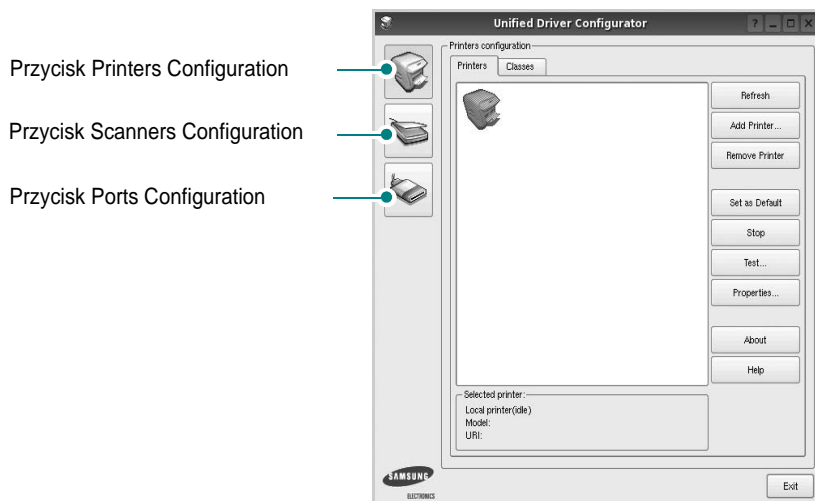 Unified Driver Configurator
Przycisk Printers Configuration
Przycisk Scanners Configuration
Przycisk Ports Configuration
Printers configuration
Printers
Classes
Refresh
Add Printer...
Remove Printer
Set as Default
Stop
Test...
Properties...
About
Help
Selected printer:
Local printer(idle)
Model:
URI:
SAMSUNG
ELECTRONICS
Exit